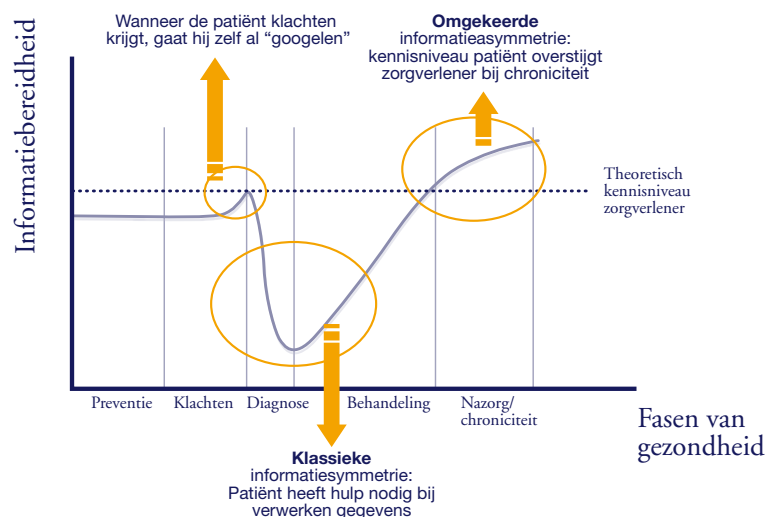 Wanneer de patiënt klachten
krijgt, gaat hij zelf al “googelen”
Omgekeerde
informatieasymmetrie:
kennisniveau patiënt overstijgt
zorgverlener bij chroniciteit
Informatiebereidheid
Theoretisch
kennisniveau
zorgverlener
Preventie
Klachten
Diagnose
Behandeling
Nazorg/
chroniciteit
Fasen van
gezondheid
Klassieke
informatiesymmetrie:
Patiënt heeft hulp nodig bij
verwerken gegevens